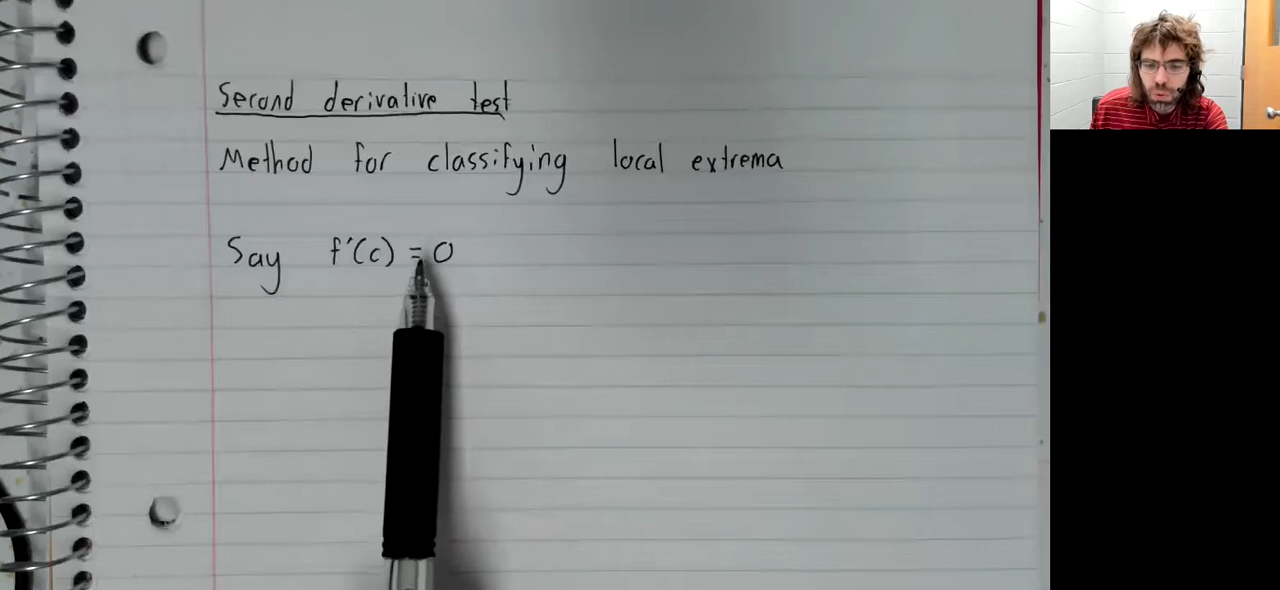 Second derivative test
Method for classifying local extrema
Say f'(c) = 0